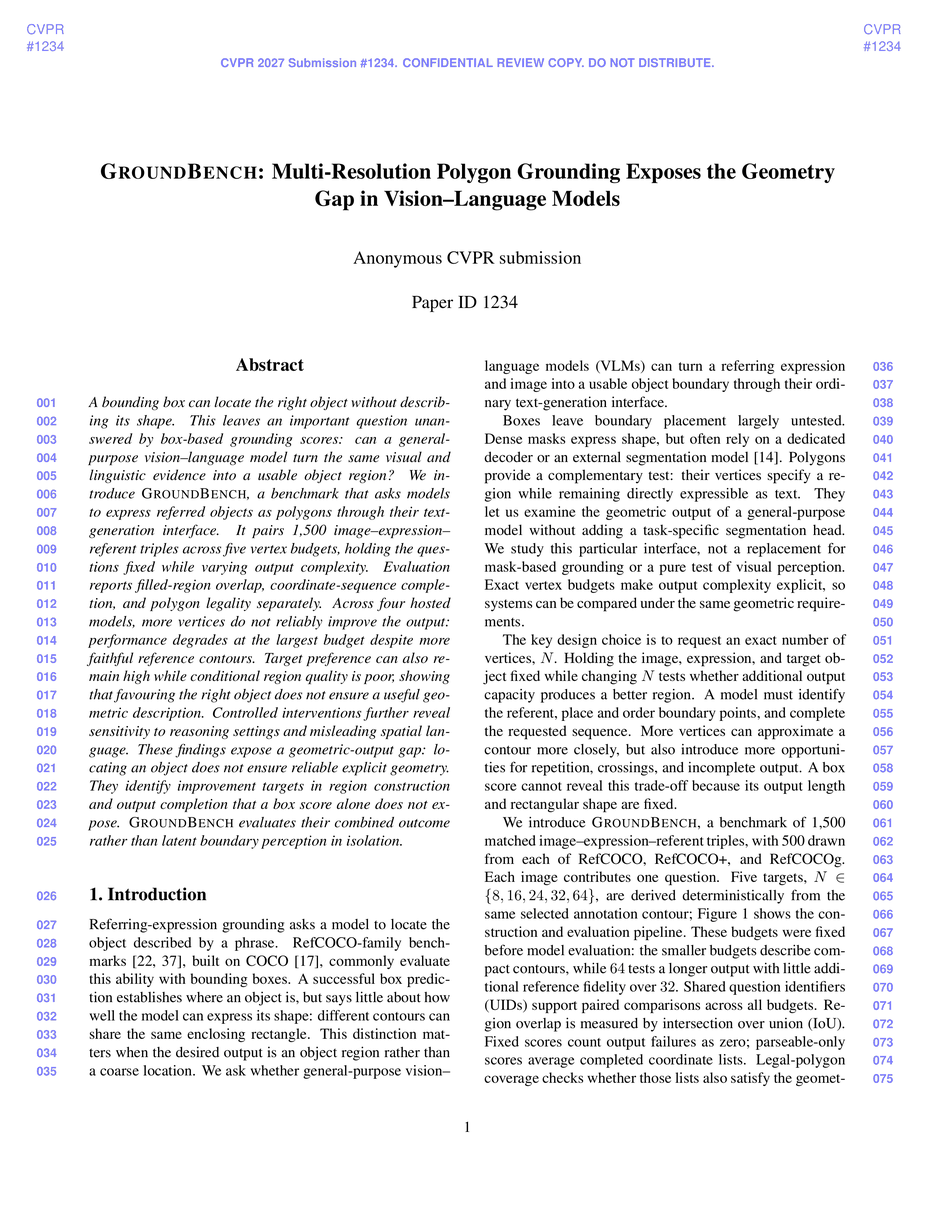 CVPR
#1234
CVPR
#1234
CVPR 2027 Submission #1234. CONFIDENTIAL REVIEW COPY. DO NOT DISTRIBUTE.
GROUNDBENCH: Multi-Resolution Polygon Grounding Exposes the Geometry
Gap in Vision–Language Models
Anonymous CVPR submission
Paper ID 1234
Abstract
001 A bounding box can locate the right object without describ-
002 ing its shape. This leaves an important question unan-
003 swered by box-based grounding scores: can a general-
004 purpose vision–language model turn the same visual and
005 linguistic evidence into a usable object region? We in-
006 troduce GROUNDBENCH, a benchmark that asks models
007 to express referred objects as polygons through their text-
008 generation interface. It pairs 1,500 image–expression–
009 referent triples across five vertex budgets, holding the ques-
010 tions fixed while varying output complexity. Evaluation
011 reports filled-region overlap, coordinate-sequence comple-
012 tion, and polygon legality separately. Across four hosted
013 models, more vertices do not reliably improve the output:
014 performance degrades at the largest budget despite more
015 faithful reference contours. Target preference can also re-
016 main high while conditional region quality is poor, showing
017 that favouring the right object does not ensure a useful geo-
018 metric description. Controlled interventions further reveal
019 sensitivity to reasoning settings and misleading spatial lan-
020 guage. These findings expose a geometric-output gap: lo-
021 cating an object does not ensure reliable explicit geometry.
022 They identify improvement targets in region construction
023 and output completion that a box score alone does not ex-
024 pose. GROUNDBENCH evaluates their combined outcome
025 rather than latent boundary perception in isolation.
026 1. Introduction
027 Referring-expression grounding asks a model to locate the
028 object described by a phrase. RefCOCO-family bench-
029 marks [22, 37], built on COCO [17], commonly evaluate
030 this ability with bounding boxes. A successful box predic-
031 tion establishes where an object is, but says little about how
032 well the model can express its shape: different contours can
033 share the same enclosing rectangle. This distinction mat-
034 ters when the desired output is an object region rather than
035 a coarse location. We ask whether general-purpose vision–
language models (VLMs) can turn a referring expression 036
and image into a usable object boundary through their ordi- 037
nary text-generation interface. 038
Boxes leave boundary placement largely untested. 039
Dense masks express shape, but often rely on a dedicated 040
decoder or an external segmentation model [14]. Polygons 041
provide a complementary test: their vertices specify a re- 042
gion while remaining directly expressible as text. They 043
let us examine the geometric output of a general-purpose 044
model without adding a task-specific segmentation head. 045
We study this particular interface, not a replacement for 046
mask-based grounding or a pure test of visual perception. 047
Exact vertex budgets make output complexity explicit, so 048
systems can be compared under the same geometric require- 049
ments. 050
The key design choice is to request an exact number of 051
vertices, N. Holding the image, expression, and target ob- 052
ject fixed while changing N tests whether additional output 053
capacity produces a better region. A model must identify 054
the referent, place and order boundary points, and complete 055
the requested sequence. More vertices can approximate a 056
contour more closely, but also introduce more opportuni- 057
ties for repetition, crossings, and incomplete output. A box 058
score cannot reveal this trade-off because its output length 059
and rectangular shape are fixed. 060
We introduce GROUNDBENCH, a benchmark of 1,500 061
matched image–expression–referent triples, with 500 drawn 062
from each of RefCOCO, RefCOCO+, and RefCOCOg. 063
Each image contributes one question. Five targets, N ∈ 064
{8, 16, 24, 32, 64}, are derived deterministically from the 065
same selected annotation contour; Figure 1 shows the con- 066
struction and evaluation pipeline. These budgets were fixed 067
before model evaluation: the smaller budgets describe com- 068
pact contours, while 64 tests a longer output with little addi- 069
tional reference fidelity over 32. Shared question identifiers 070
(UIDs) support paired comparisons across all budgets. Re- 071
gion overlap is measured by intersection over union (IoU). 072
Fixed scores count output failures as zero; parseable-only 073
scores average completed coordinate lists. Legal-polygon 074
coverage checks whether those lists also satisfy the geomet- 075
1